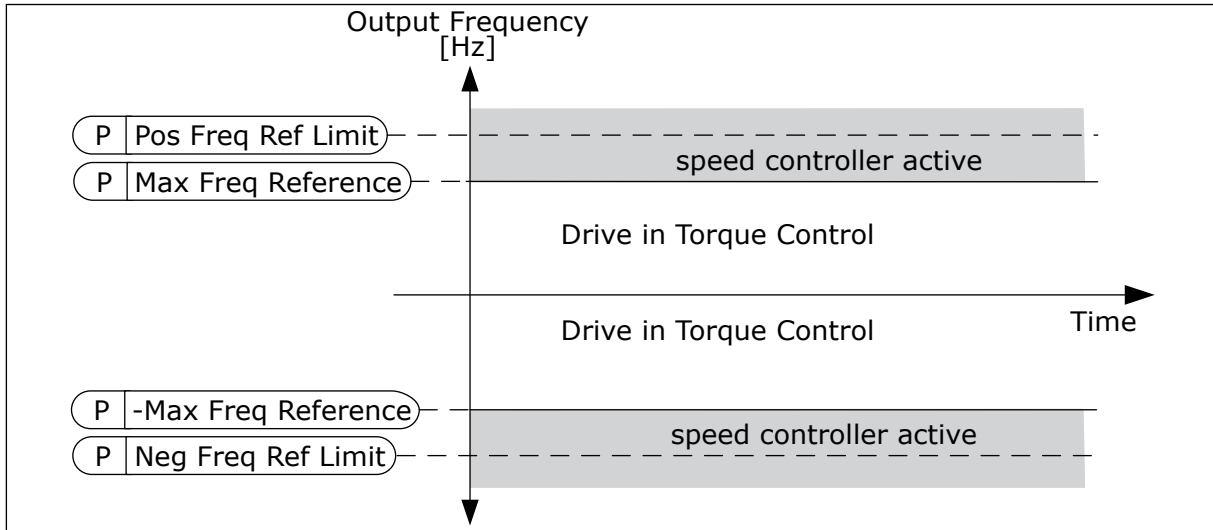 Output Frequency
[Hz]
P Pos Freq Ref Limit
speed controller active
P Max Freq Reference
Drive in Torque Control
Time
Drive in Torque Control
P -Max Freq Reference
speed controller active
P Neg Freq Ref Limit